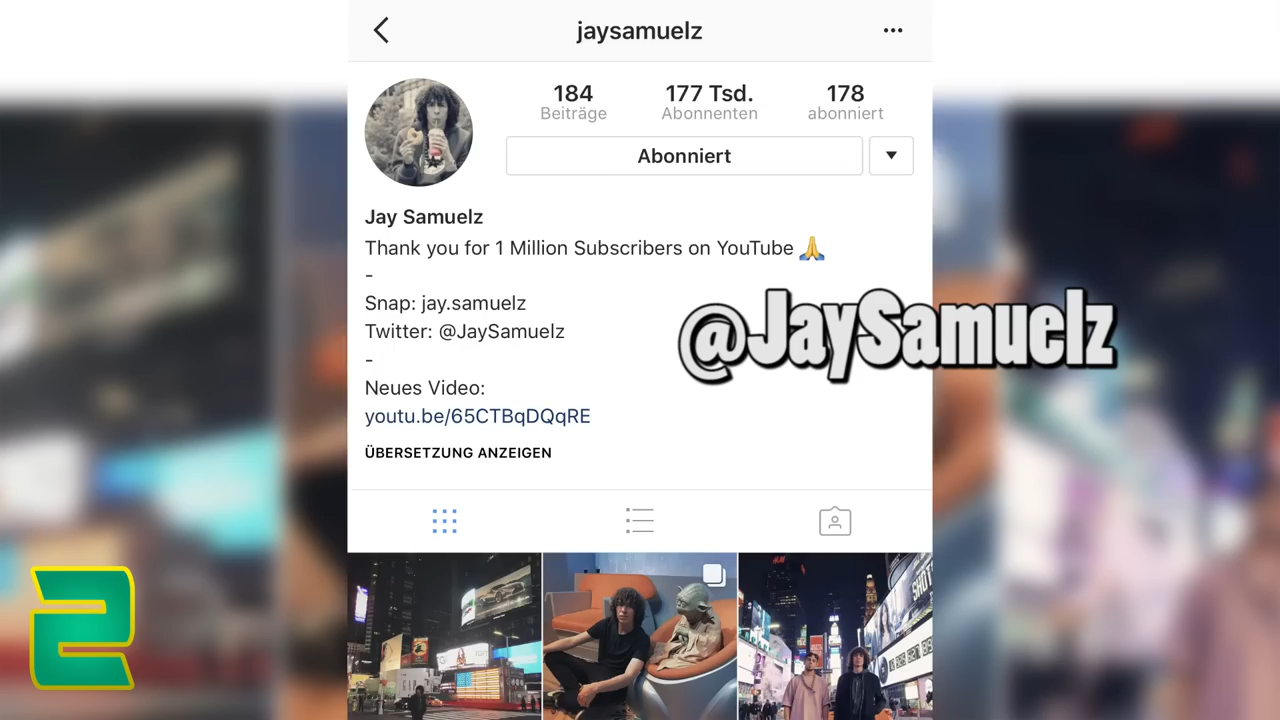 jaysamuelz
184 177 Tsd. 178
Beiträge Abonnenten abonniert
Abonniert
Jay Samuelz
Thank you for 1 Million Subscribers on YouTube 🙏
-
Snap: jay.samuelz
Twitter: @JaySamuelz
-
Neues Video:
youtu.be/65CTBqDQqRE
ÜBERSETZUNG ANZEIGEN
@JaySamuelz
2